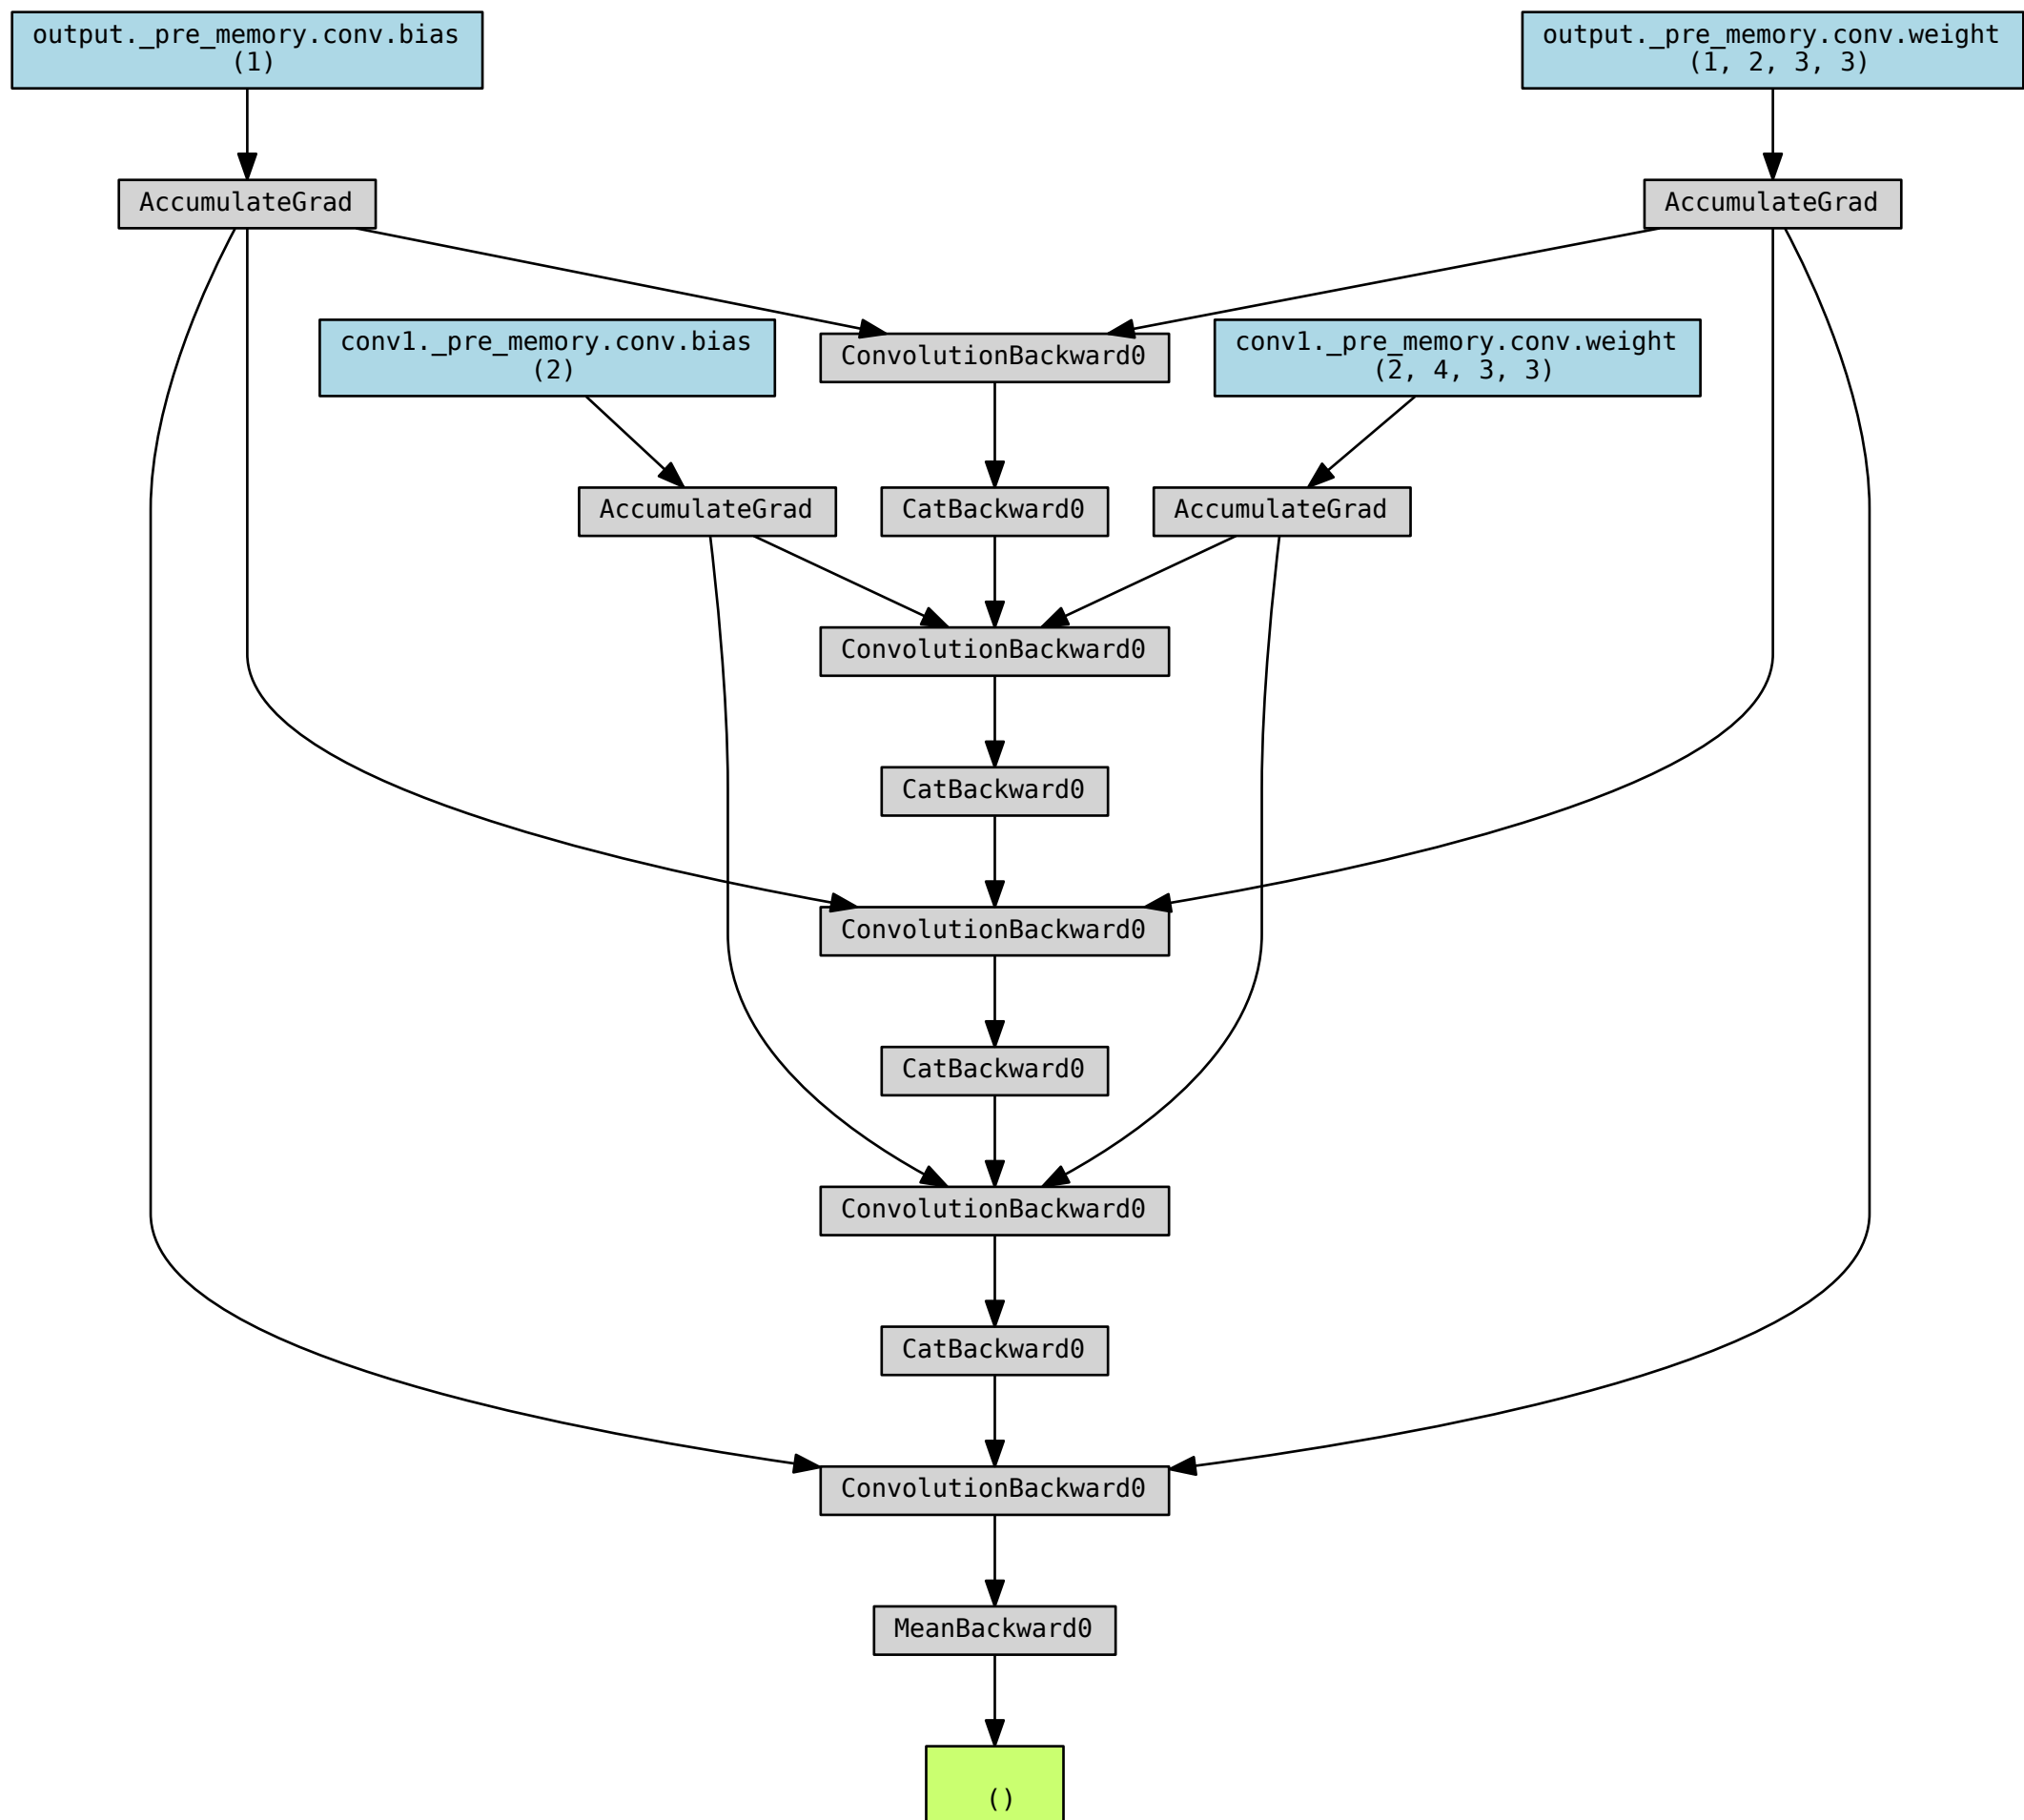 output._pre_memory.conv.bias
(1)
output._pre_memory.conv.weight
(1, 2, 3, 3)
AccumulateGrad
AccumulateGrad
conv1._pre_memory.conv.bias
(2)
ConvolutionBackward0
conv1._pre_memory.conv.weight
(2, 4, 3, 3)
AccumulateGrad
CatBackward0
AccumulateGrad
ConvolutionBackward0
CatBackward0
ConvolutionBackward0
CatBackward0
ConvolutionBackward0
CatBackward0
ConvolutionBackward0
MeanBackward0
()